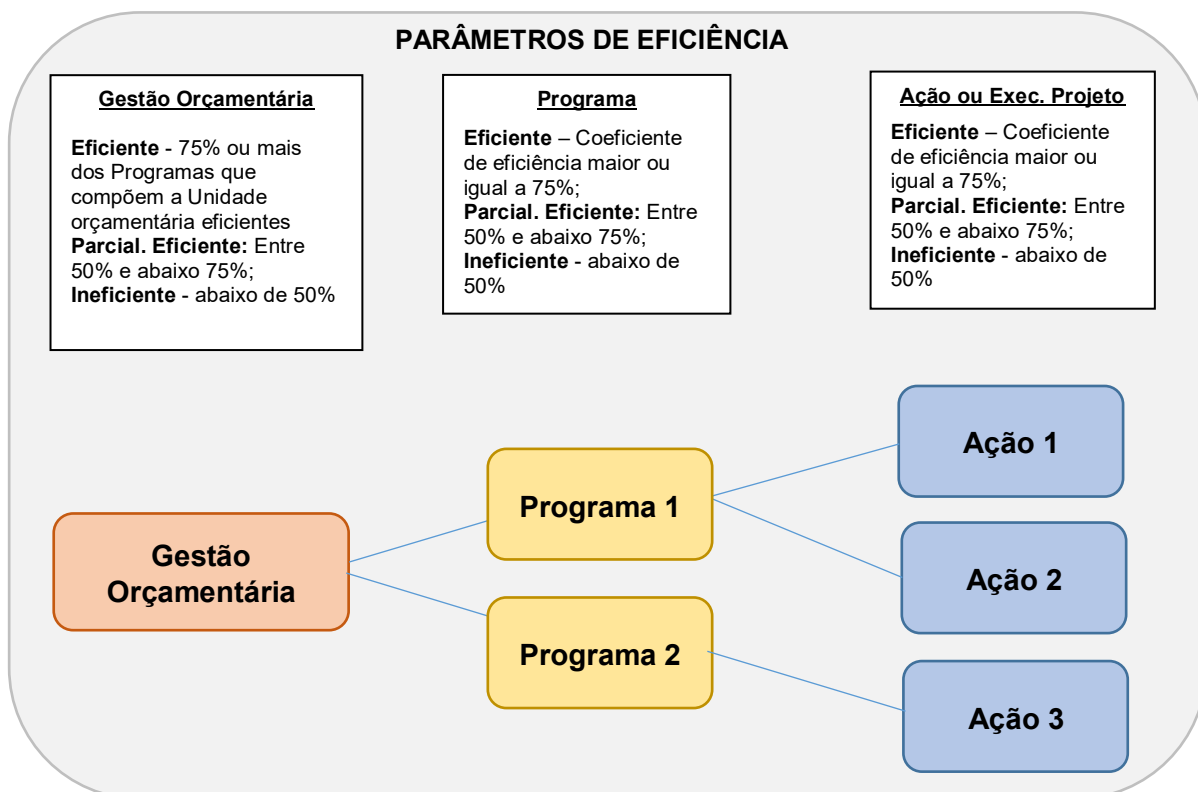 PARÂMETROS DE EFICIÊNCIA
Gestão Orçamentária
Eficiente - 75% ou mais
dos Programas que
compõem a Unidade
orçamentária eficientes
Parcial. Eficiente: Entre
50% e abaixo 75%;
Ineficiente - abaixo de 50%
Programa
Eficiente – Coeficiente
de eficiência maior ou
igual a 75%;
Parcial. Eficiente: Entre
50% e abaixo 75%;
Ineficiente - abaixo de
50%
Ação ou Exec. Projeto
Eficiente – Coeficiente
de eficiência maior ou
igual a 75%;
Parcial. Eficiente: Entre
50% e abaixo 75%;
Ineficiente - abaixo de
50%
Gestão
Orçamentária
Programa 1
Programa 2
Ação 1
Ação 2
Ação 3